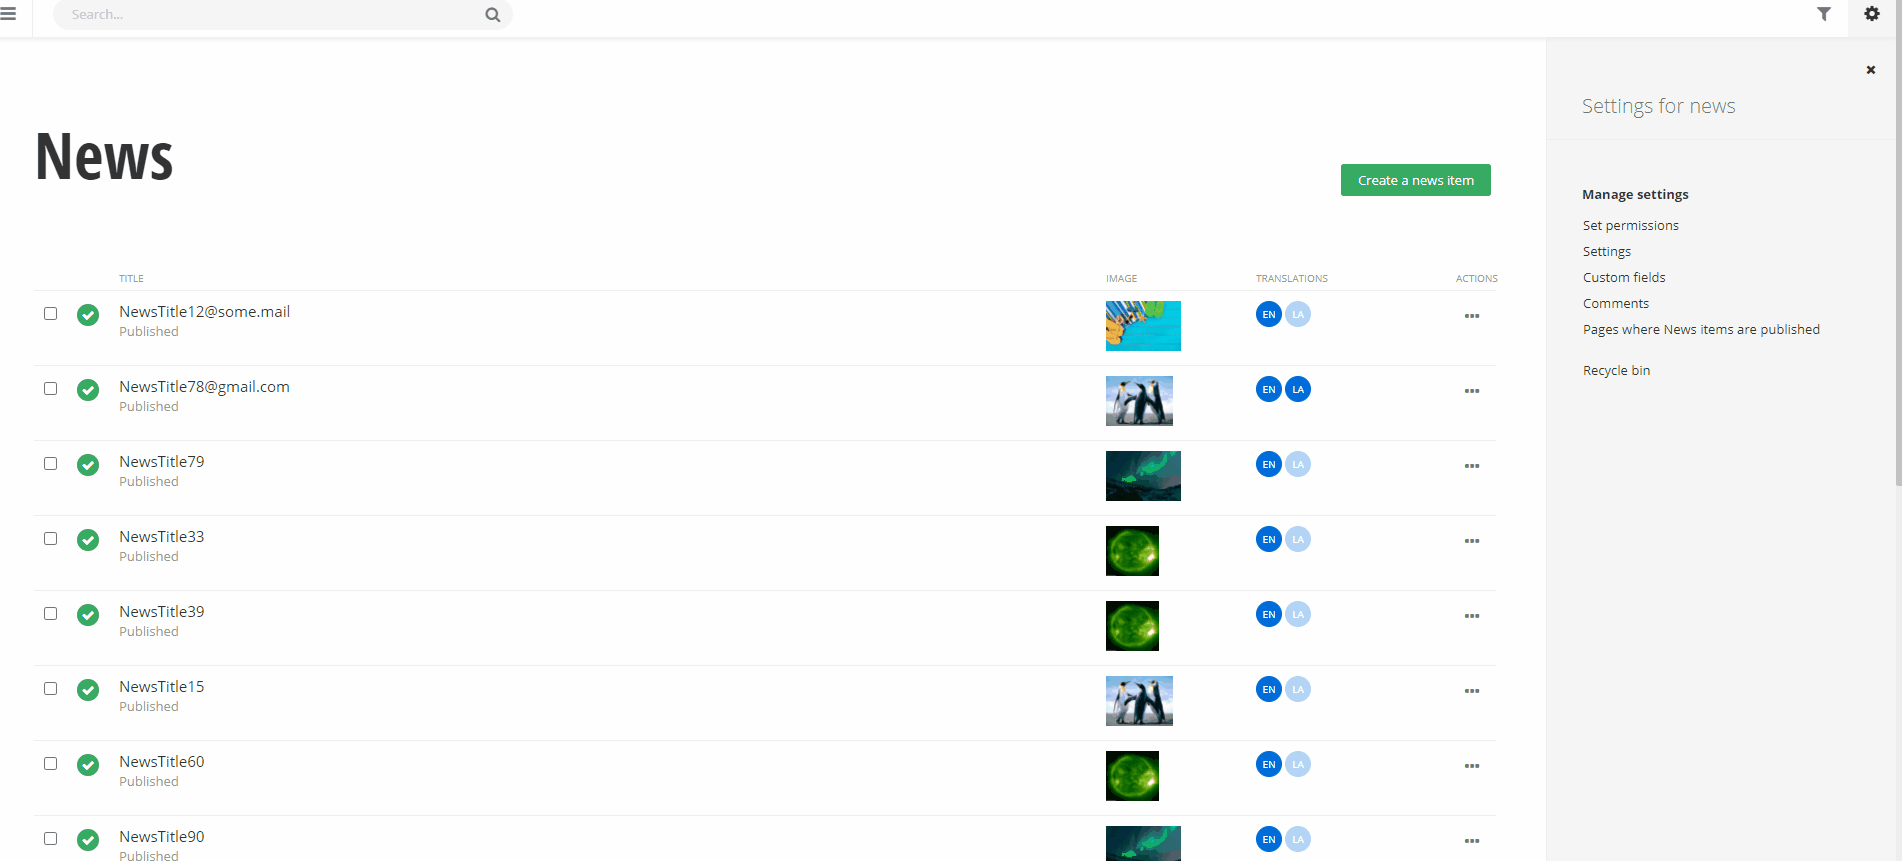 Search...
Settings for news
News
Create a news item
Manage settings
Set permissions
Settings
Custom fields
Comments
Pages where News items are published
Recycle bin
TITLE IMAGE TRANSLATIONS ACTIONS
NewsTitle12@some.mail EN LA
Published
NewsTitle78@gmail.com EN LA
Published
NewsTitle79 EN LA
Published
NewsTitle33 EN LA
Published
NewsTitle39 EN LA
Published
NewsTitle15 EN LA
Published
NewsTitle60 EN LA
Published
NewsTitle90 EN LA
Published